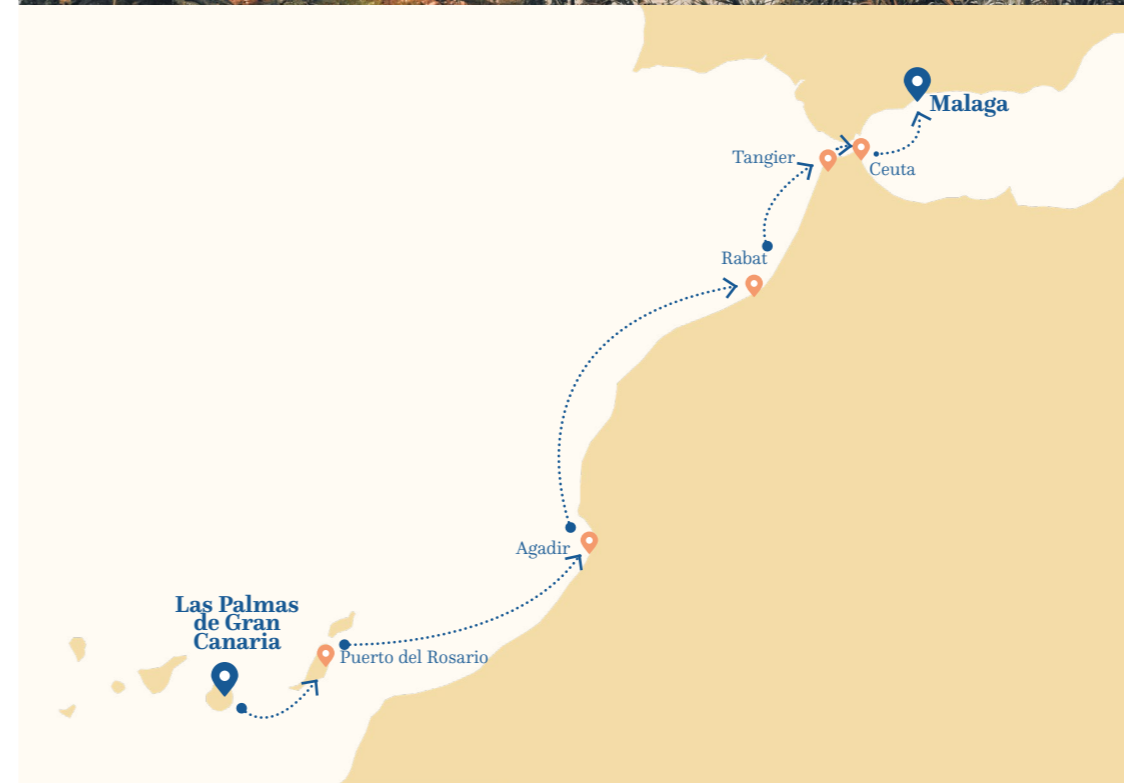 Malaga
Tangier
Ceuta
Rabat
Agadir
Las Palmas
de Gran
Canaria
Puerto del Rosario